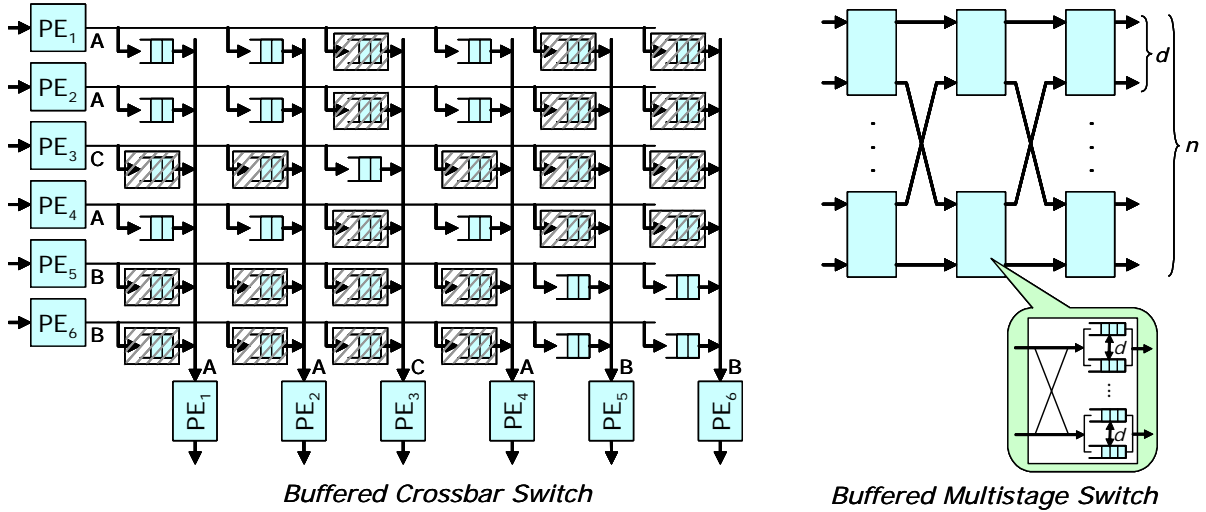 PE1
A
PE2
A
PE3
C
PE4
A
PE5
B
PE6
B
A
A
C
A
B
B
PE1
PE2
PE3
PE4
PE5
PE6
Buffered Crossbar Switch
d
n
d
d
Buffered Multistage Switch